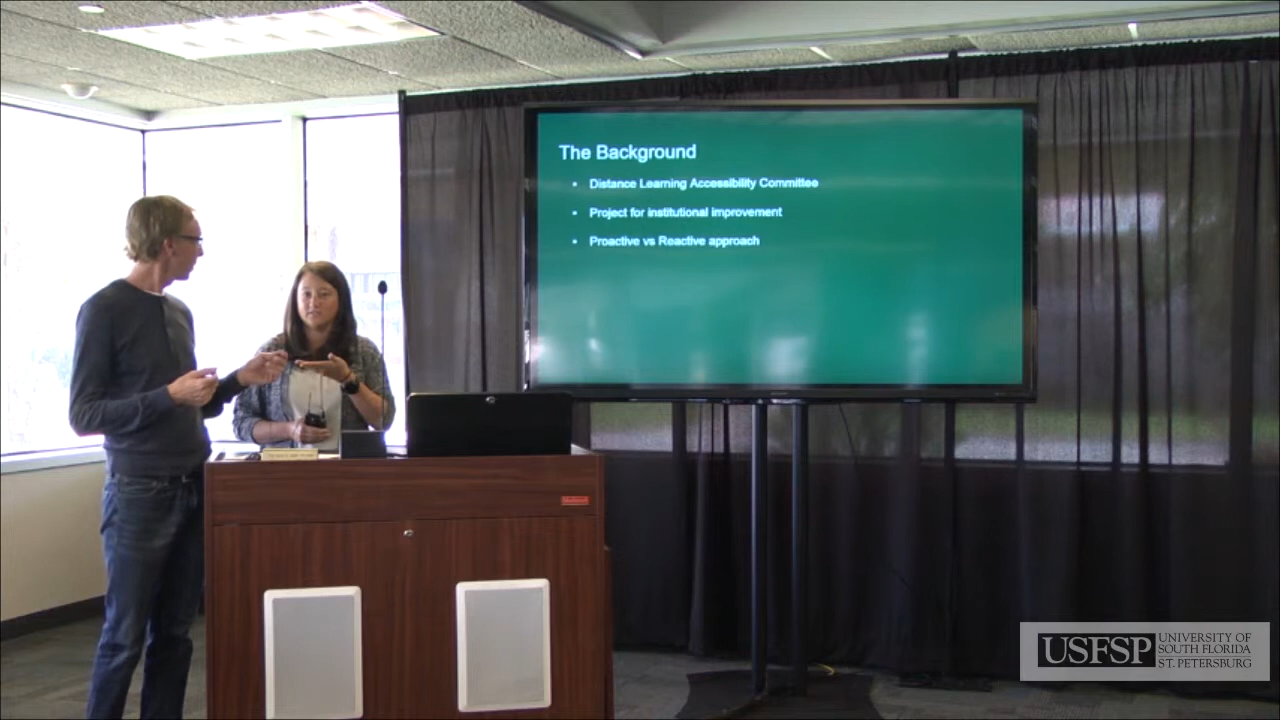 The Background
• Distance Learning Accessibility Committee
• Project for institutional improvement
• Proactive vs Reactive approach
USFSP
UNIVERSITY OF
SOUTH FLORIDA
ST. PETERSBURG